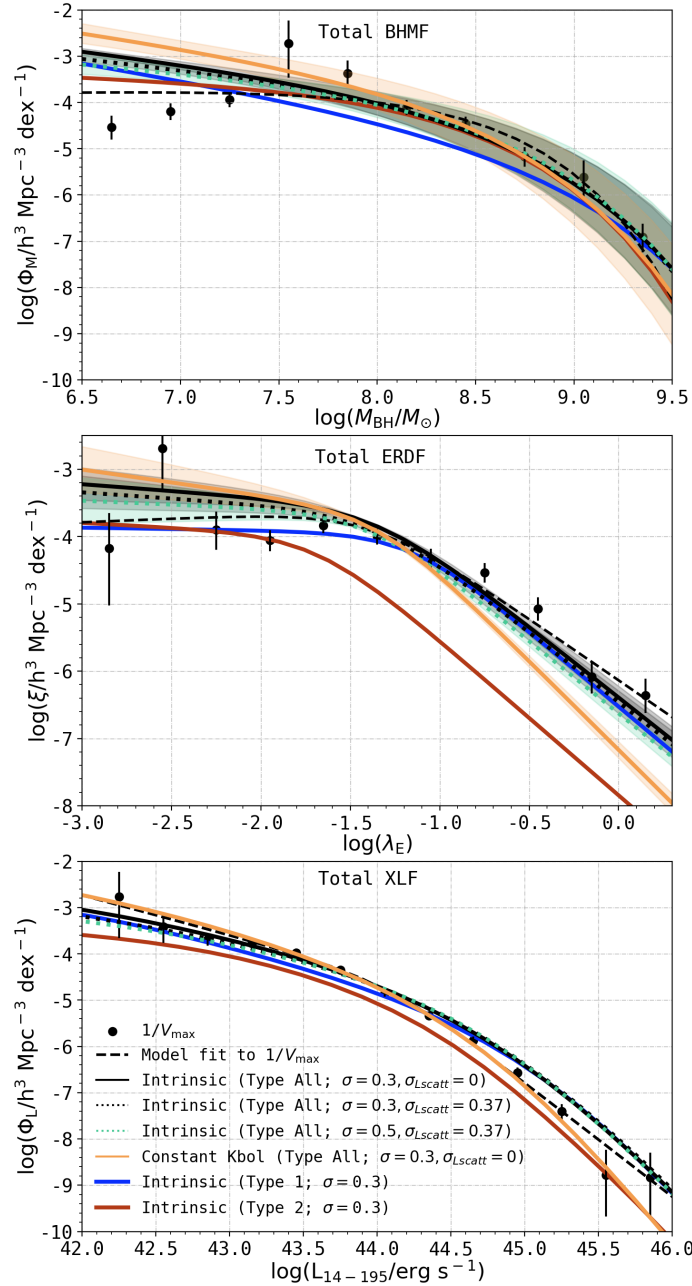 Total BHMF
-2
-3
-4
-5
-6
-7
-8
-9
-10
log(Φ_M/h³ Mpc⁻³ dex⁻¹)
6.5 7.0 7.5 8.0 8.5 9.0 9.5
log(M_BH/M_⊙)
Total ERDF
-3
-4
-5
-6
-7
-8
log(ξ/h³ Mpc⁻³ dex⁻¹)
-3.0 -2.5 -2.0 -1.5 -1.0 -0.5 0.0
log(λ_E)
Total XLF
-2
-3
-4
-5
-6
-7
-8
-9
-10
log(Φ_L/h³ Mpc⁻³ dex⁻¹)
1/V_max
Model fit to 1/V_max
Intrinsic (Type All; σ=0.3, σ_Lscatt=0)
Intrinsic (Type All; σ=0.3, σ_Lscatt=0.37)
Intrinsic (Type All; σ=0.5, σ_Lscatt=0.37)
Constant Kbol (Type All; σ=0.3, σ_Lscatt=0)
Intrinsic (Type 1; σ=0.3)
Intrinsic (Type 2; σ=0.3)
42.0 42.5 43.0 43.5 44.0 44.5 45.0 45.5 46.0
log(L_14−195/erg s⁻¹)